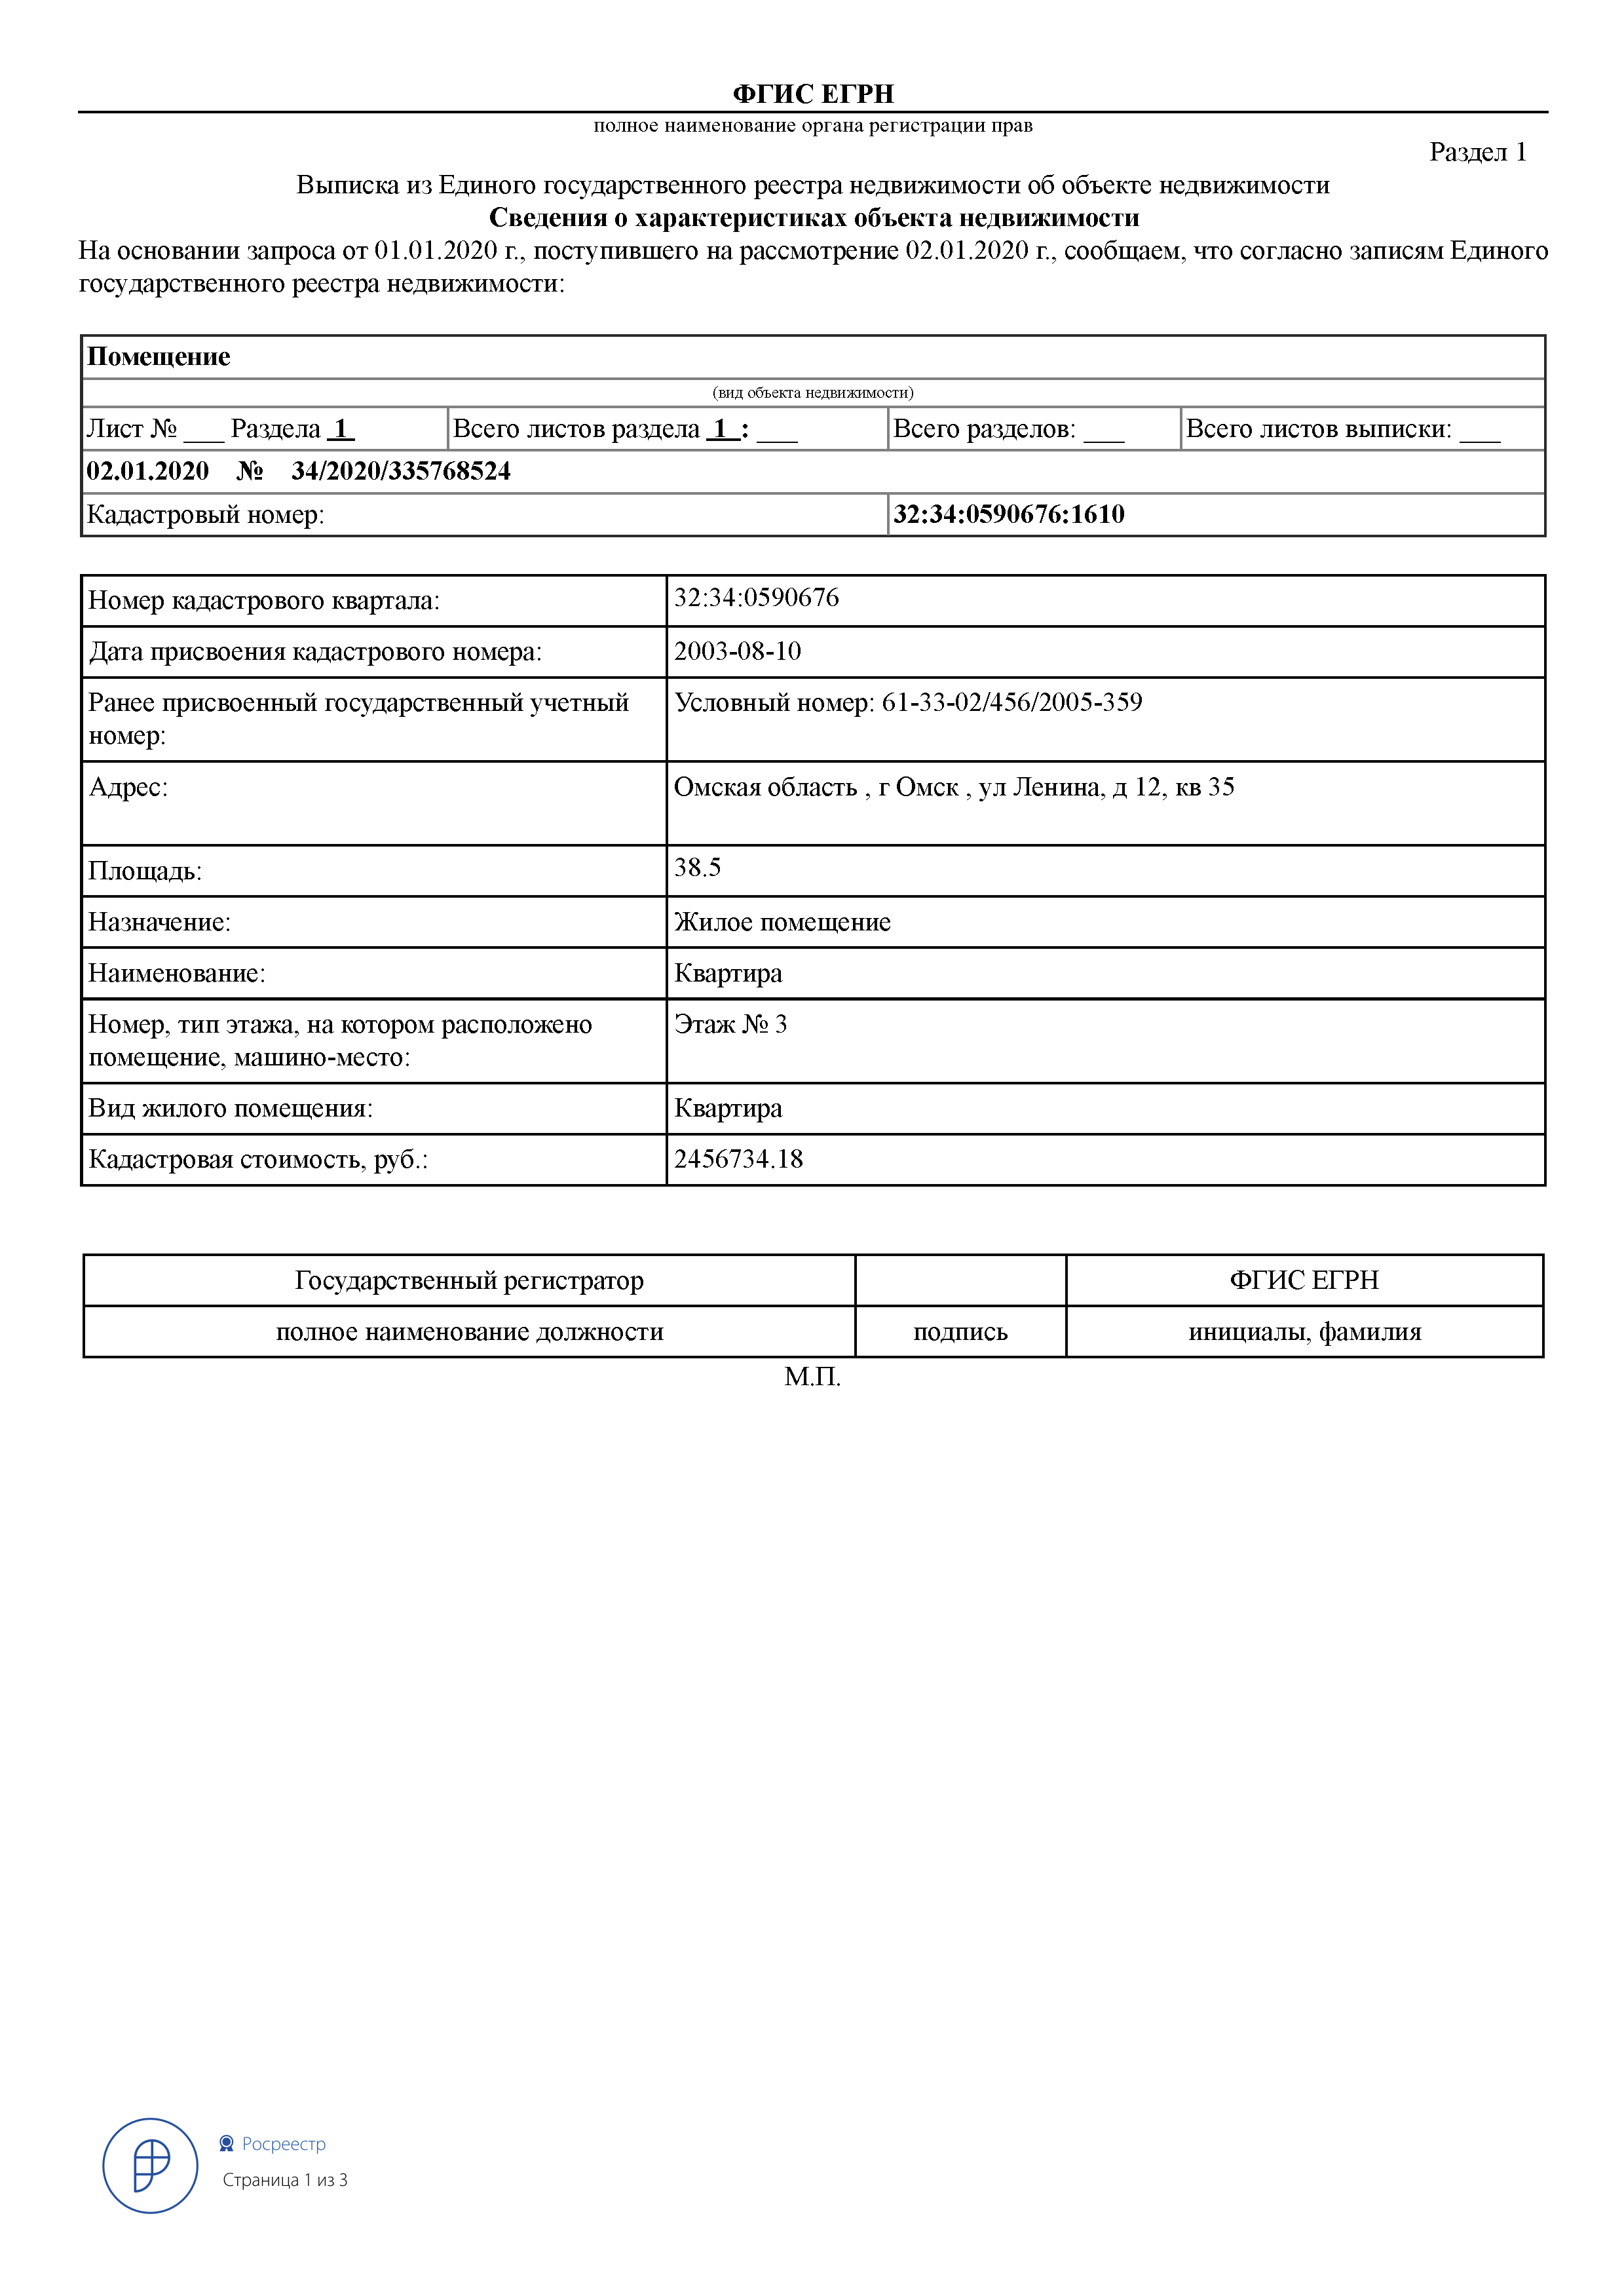 ФГИС ЕГРН
полное наименование органа регистрации прав
Раздел 1
Выписка из Единого государственного реестра недвижимости об объекте недвижимости
Сведения о характеристиках объекта недвижимости
На основании запроса от 01.01.2020 г., поступившего на рассмотрение 02.01.2020 г., сообщаем, что согласно записям Единого
государственного реестра недвижимости:
Помещение
(вид объекта недвижимости)
Лист № ___ Раздела 1 Всего листов раздела 1 : ___ Всего разделов: ___ Всего листов выписки: ___
02.01.2020 № 34/2020/335768524
Кадастровый номер: 32:34:0590676:1610
Номер кадастрового квартала: 32:34:0590676
Дата присвоения кадастрового номера: 2003-08-10
Ранее присвоенный государственный учетный Условный номер: 61-33-02/456/2005-359
номер:
Адрес: Омская область , г Омск , ул Ленина, д 12, кв 35
Площадь: 38.5
Назначение: Жилое помещение
Наименование: Квартира
Номер, тип этажа, на котором расположено Этаж № 3
помещение, машино-место:
Вид жилого помещения: Квартира
Кадастровая стоимость, руб.: 2456734.18
Государственный регистратор ФГИС ЕГРН
полное наименование должности подпись инициалы, фамилия
М.П.
Росреестр
Страница 1 из 3